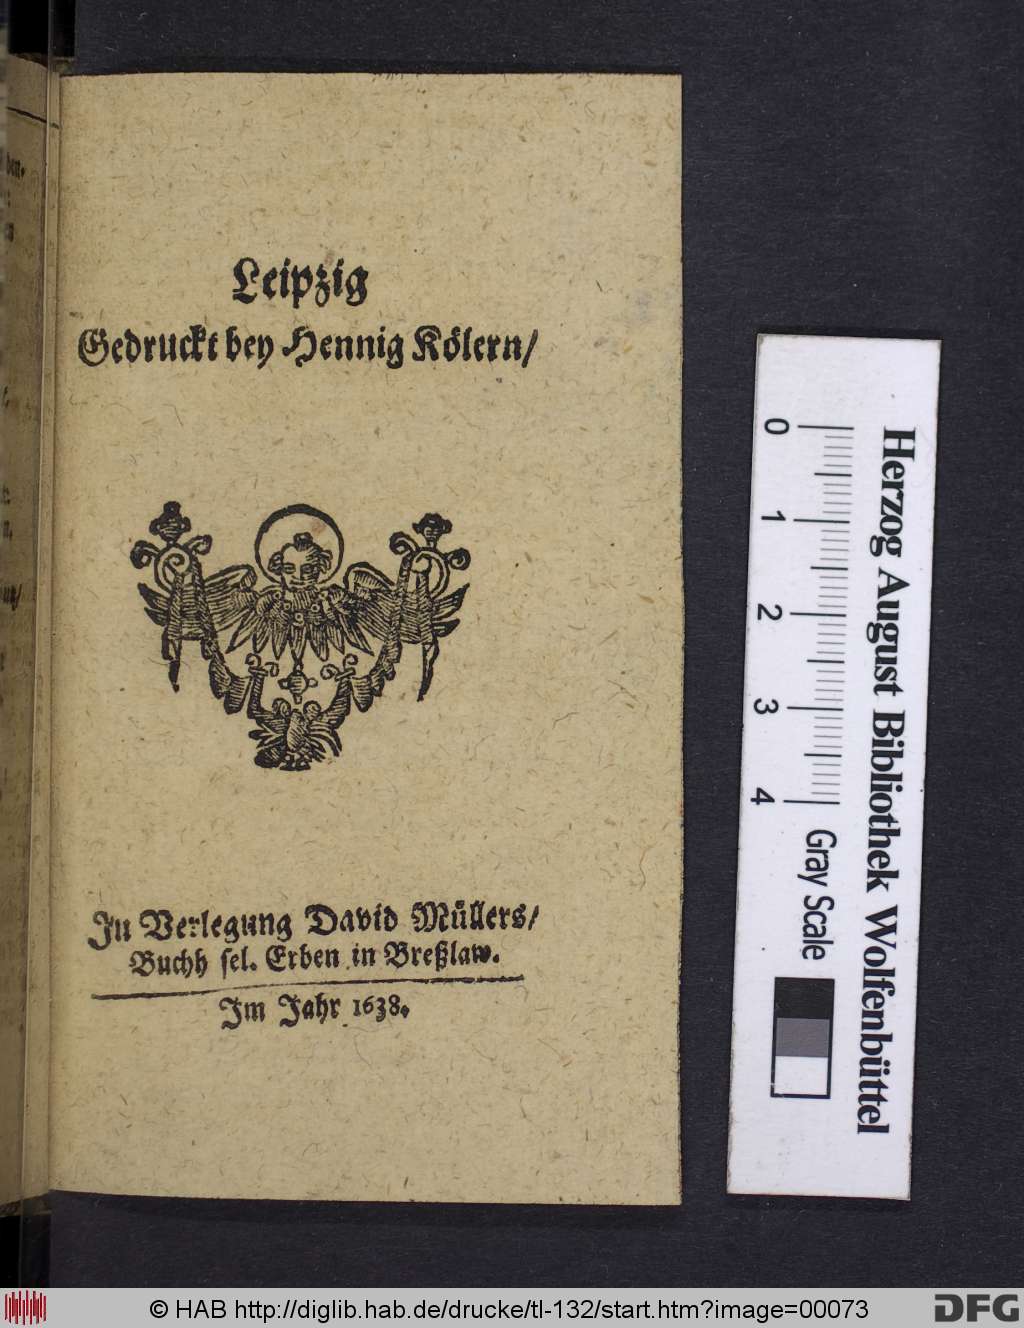 Leipzig
Gedruckt bey Hennig Kölern/
In Verlegung David Müllers/
Buchh sel. Erben in Breßlaw.
Im Jahr 1638.
Herzog August Bibliothek Wolfenbüttel
0 1 2 3 4 Gray Scale
© HAB http://diglib.hab.de/drucke/tl-132/start.htm?image=00073
DFG